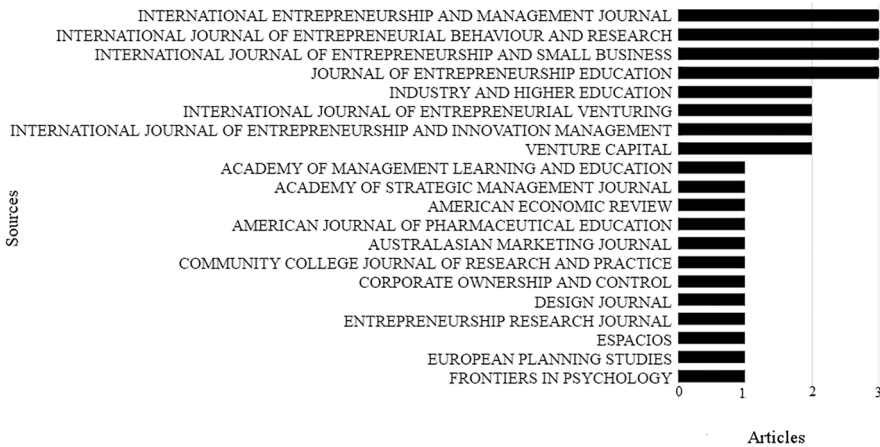 INTERNATIONAL ENTREPRENEURSHIP AND MANAGEMENT JOURNAL
INTERNATIONAL JOURNAL OF ENTREPRENEURIAL BEHAVIOUR AND RESEARCH
INTERNATIONAL JOURNAL OF ENTREPRENEURSHIP AND SMALL BUSINESS
JOURNAL OF ENTREPRENEURSHIP EDUCATION
INDUSTRY AND HIGHER EDUCATION
INTERNATIONAL JOURNAL OF ENTREPRENEURIAL VENTURING
INTERNATIONAL JOURNAL OF ENTREPRENEURSHIP AND INNOVATION MANAGEMENT
VENTURE CAPITAL
ACADEMY OF MANAGEMENT LEARNING AND EDUCATION
ACADEMY OF STRATEGIC MANAGEMENT JOURNAL
AMERICAN ECONOMIC REVIEW
AMERICAN JOURNAL OF PHARMACEUTICAL EDUCATION
AUSTRALASIAN MARKETING JOURNAL
COMMUNITY COLLEGE JOURNAL OF RESEARCH AND PRACTICE
CORPORATE OWNERSHIP AND CONTROL
DESIGN JOURNAL
ENTREPRENEURSHIP RESEARCH JOURNAL
ESPACIOS
EUROPEAN PLANNING STUDIES
FRONTIERS IN PSYCHOLOGY
Sources
0 1 2 3
Articles